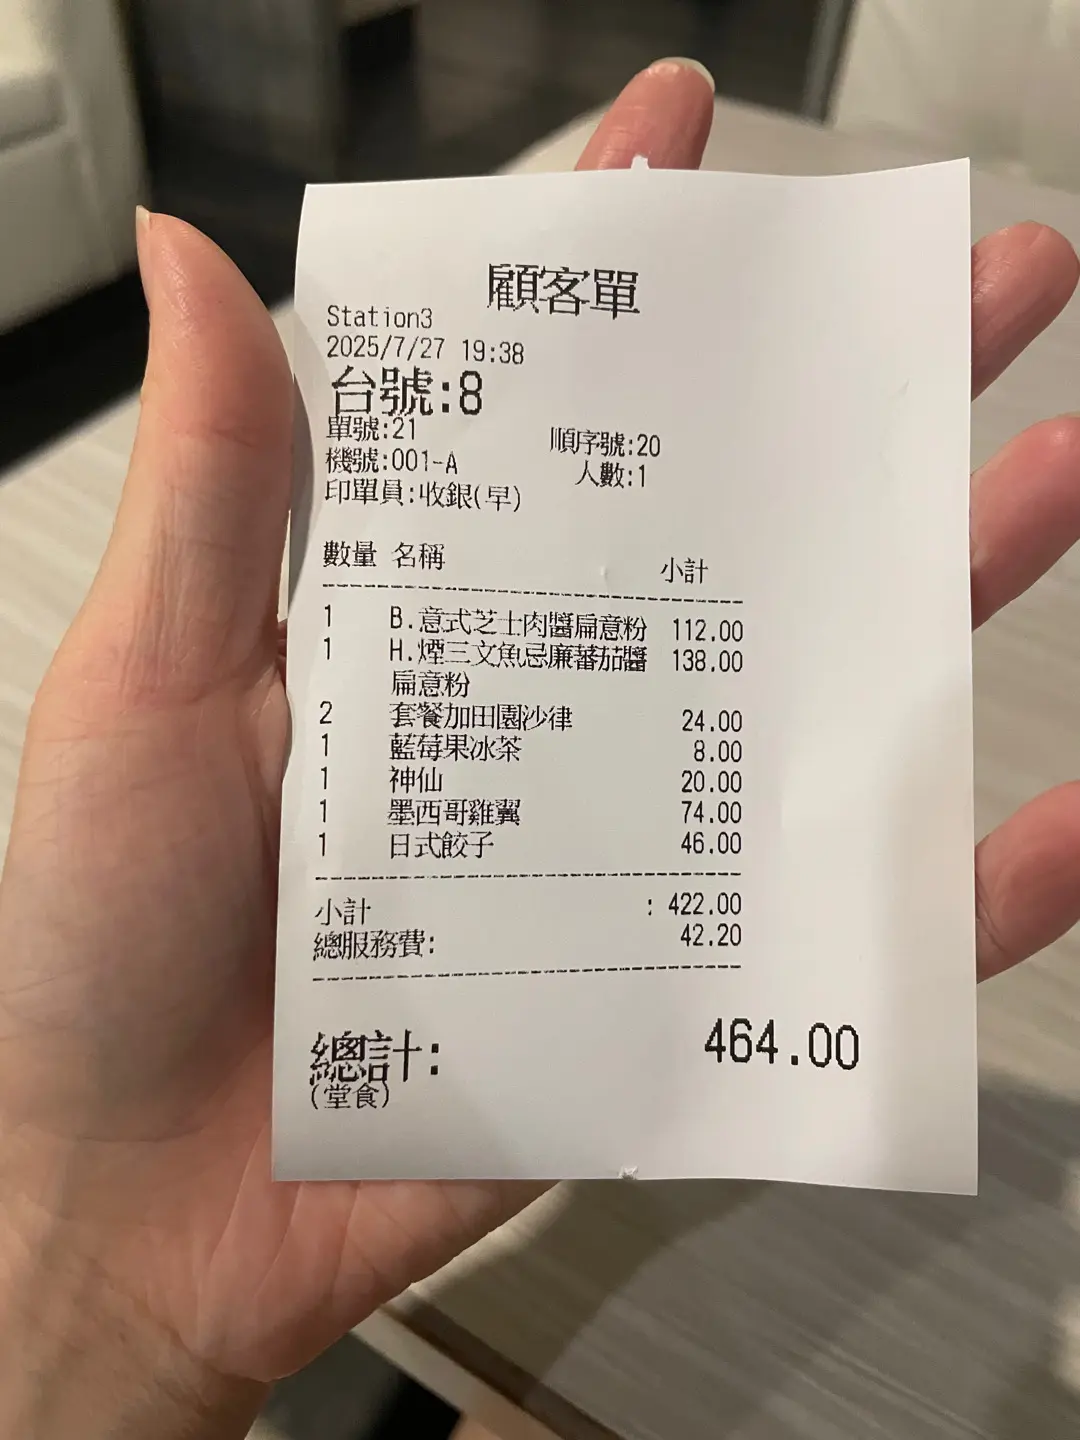 顧客單
Station3
2025/7/27 19:38
台號:8
單號:21 順序號:20
機號:001-A 人數:1
印單員:收銀(早)
數量 名稱 小計
1 B.意式芝士肉醬扁意粉 112.00
1 H.煙三文魚忌廉蕃茄醬 138.00
扁意粉
2 套餐加田園沙律 24.00
1 藍莓果冰茶 8.00
1 神仙 20.00
1 墨西哥雞翼 74.00
1 日式餃子 46.00
小計 : 422.00
總服務費: 42.20
總計: 464.00
(堂食)